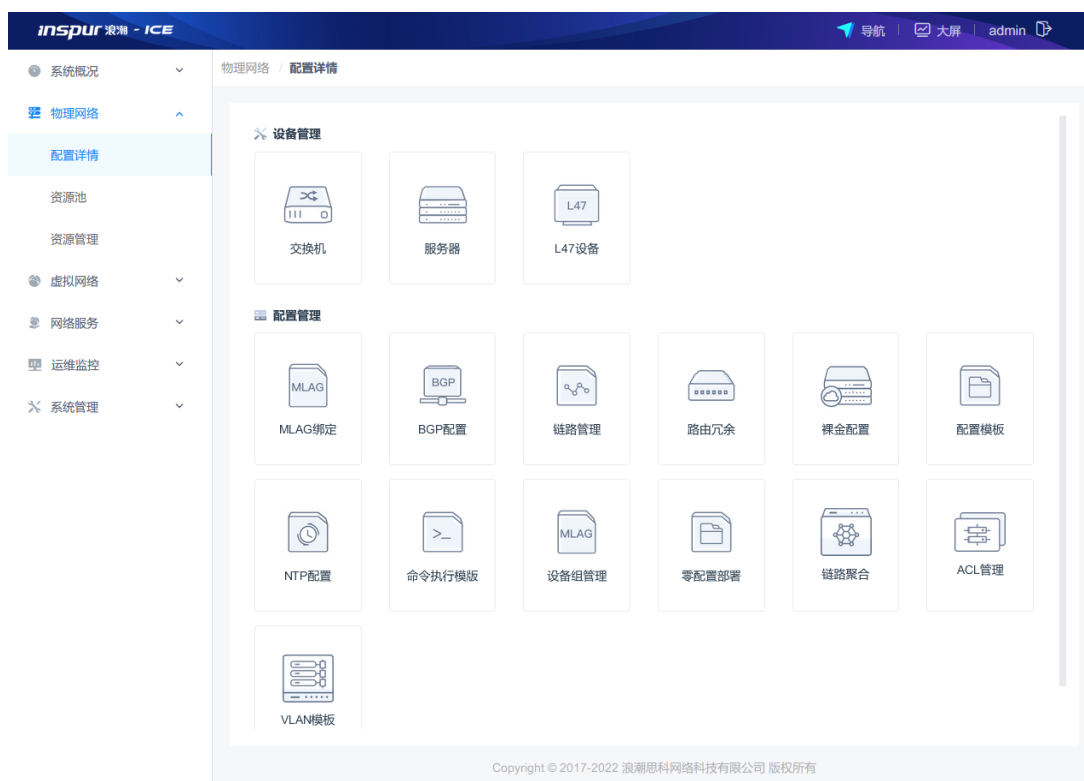 inspur 浪潮 - ICE
导航
大屏
admin
系统概况
物理网络
配置详情
资源池
资源管理
虚拟网络
网络服务
运维监控
系统管理
物理网络 / 配置详情
设备管理
L47
交换机 服务器 L47设备
配置管理
MLAG BGP
MLAG绑定 BGP配置 链路管理 路由冗余 裸金配置 配置模板
>_ MLAG
NTP配置 命令执行模版 设备组管理 零配置部署 链路聚合 ACL管理
VLAN模板
Copyright © 2017-2022 浪潮思科网络科技有限公司 版权所有